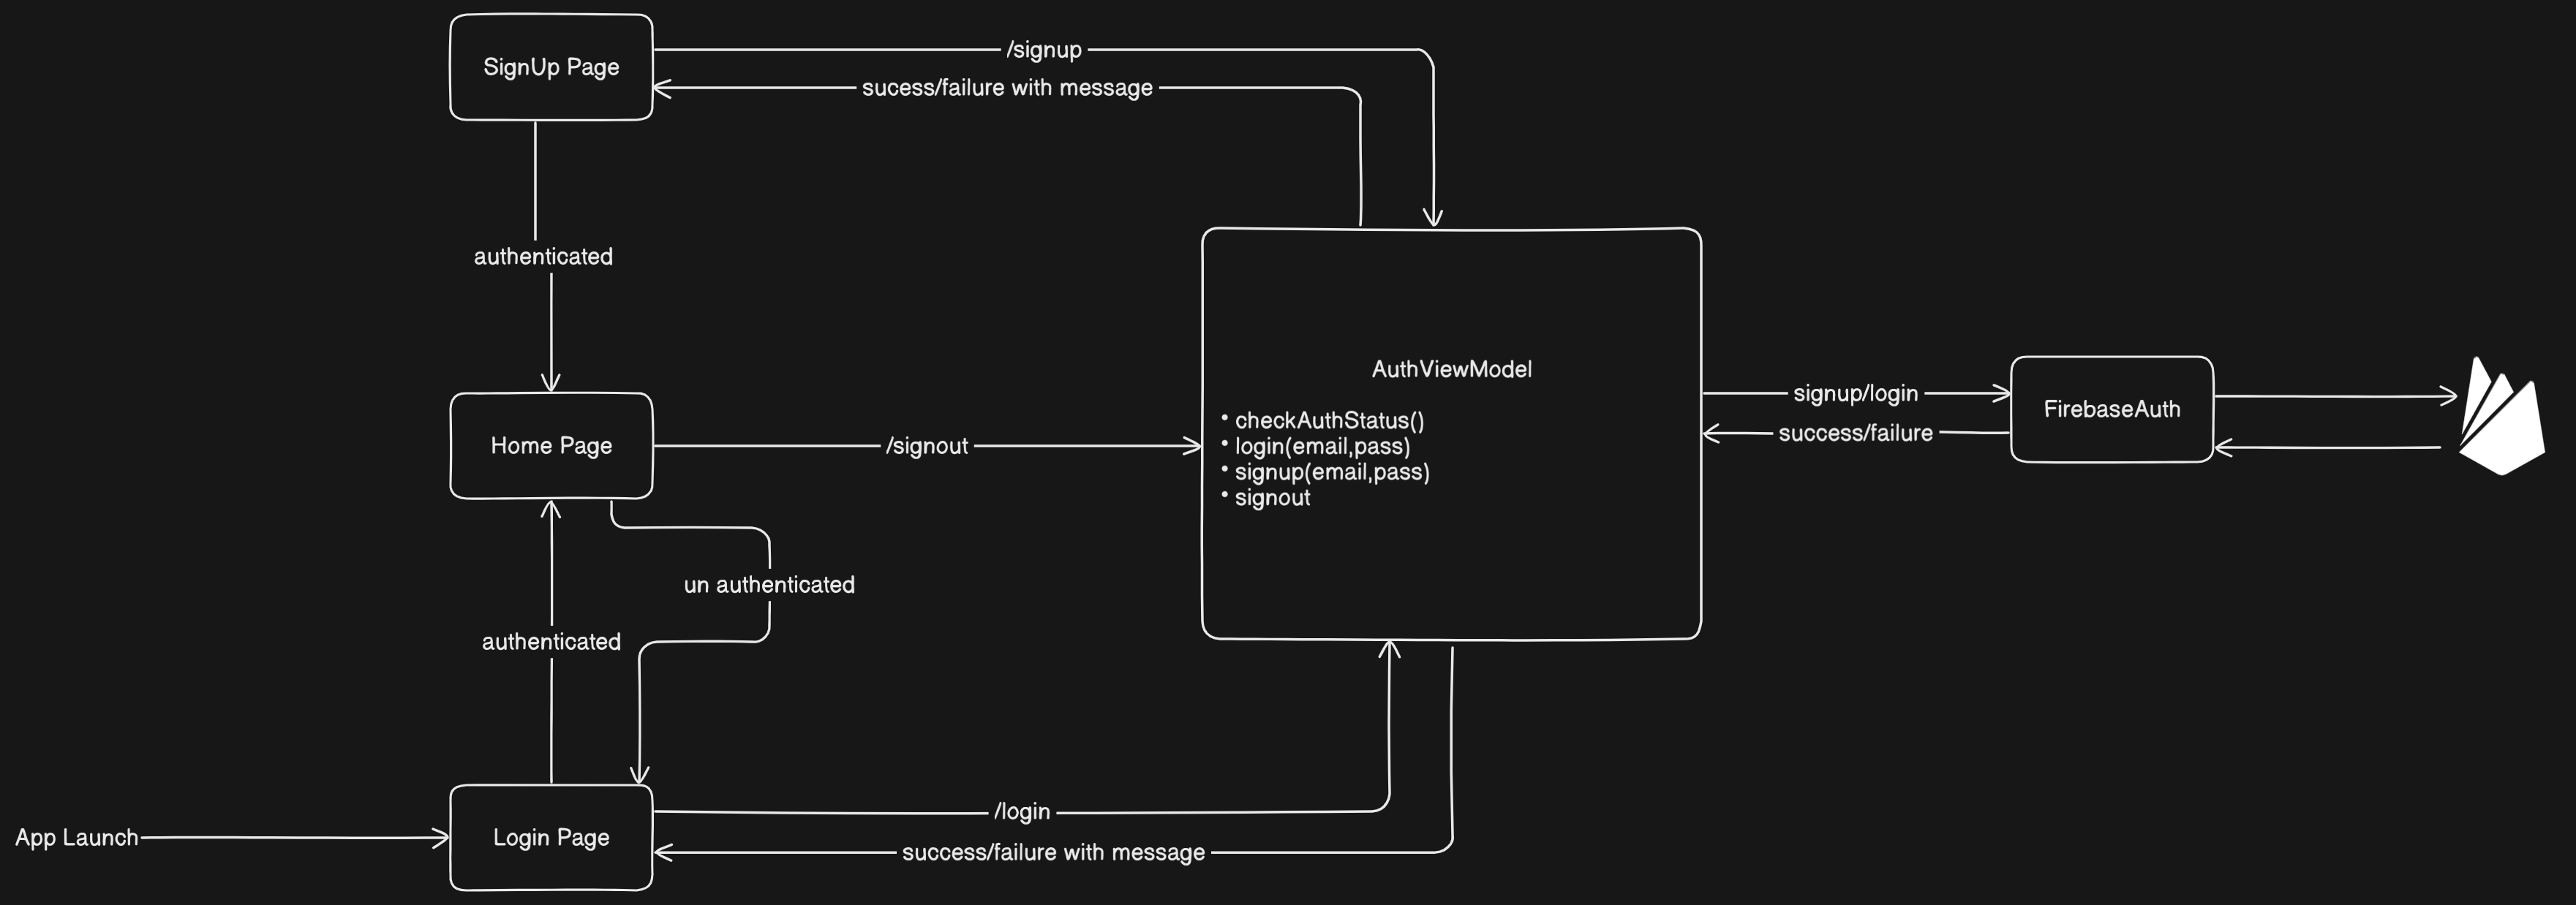 /signup
SignUp Page
sucess/failure with message
authenticated
AuthViewModel
signup/login
FirebaseAuth
• checkAuthStatus()
success/failure
Home Page
/signout
• login(email,pass)
• signup(email,pass)
• signout
un authenticated
authenticated
/login
App Launch
Login Page
success/failure with message